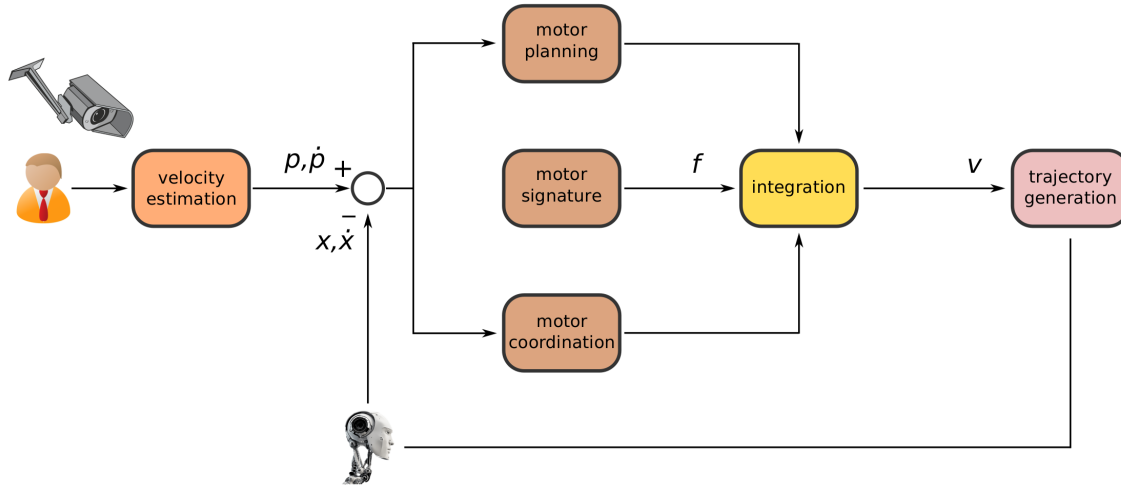 motor
planning
velocity
estimation
p,ṗ
+
−
x,ẋ
motor
signature
f
integration
v
trajectory
generation
motor
coordination